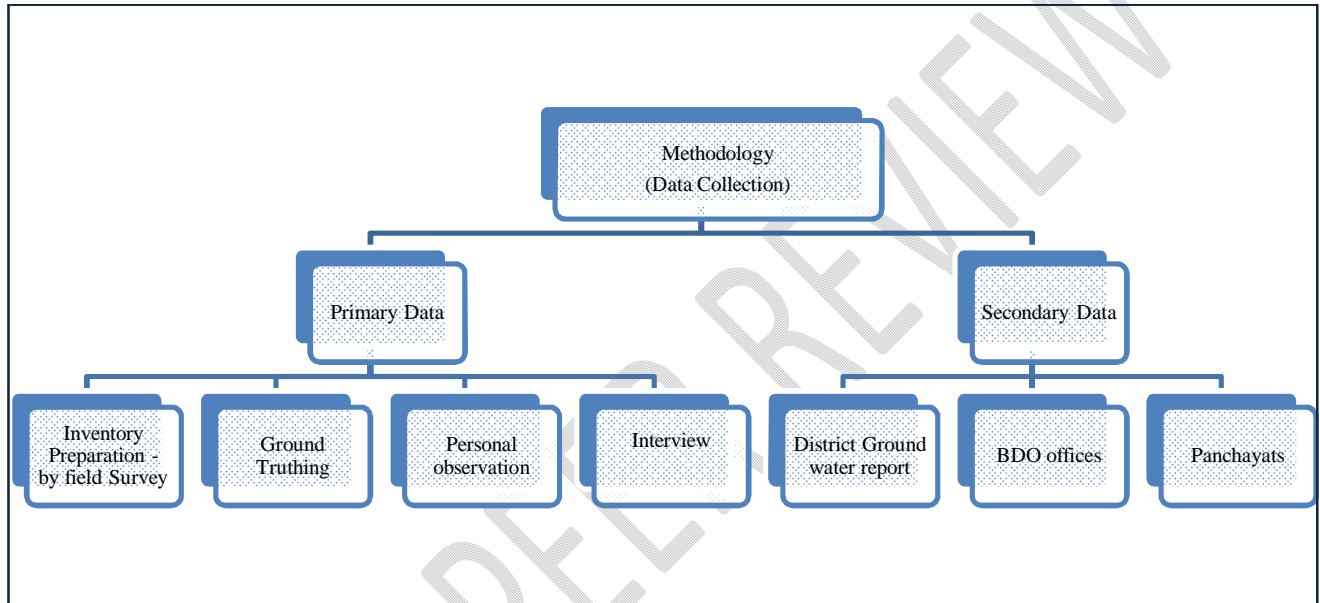 Methodology
(Data Collection)
Primary Data
Secondary Data
Inventory
Preparation -
by field Survey
Ground
Truthing
Personal
observation
Interview
District Ground
water report
BDO offices
Panchayats
PEER REVIEW